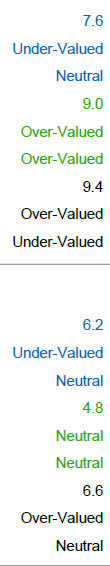 7.6
Under-Valued
Neutral
9.0
Over-Valued
Over-Valued
9.4
Over-Valued
Under-Valued
6.2
Under-Valued
Neutral
4.8
Neutral
Neutral
6.6
Over-Valued
Neutral